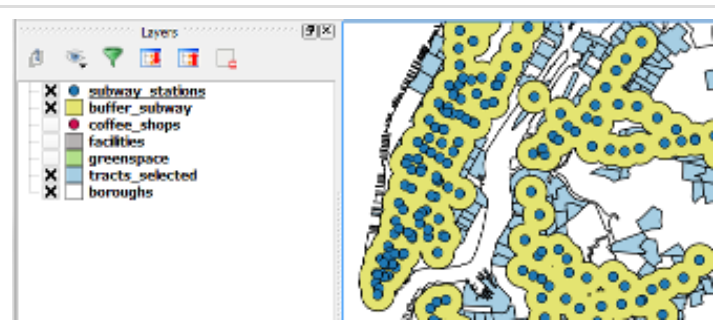 Layers
subway_stations
buffer_subway
coffee_shops
facilities
greenspace
tracts_selected
boroughs